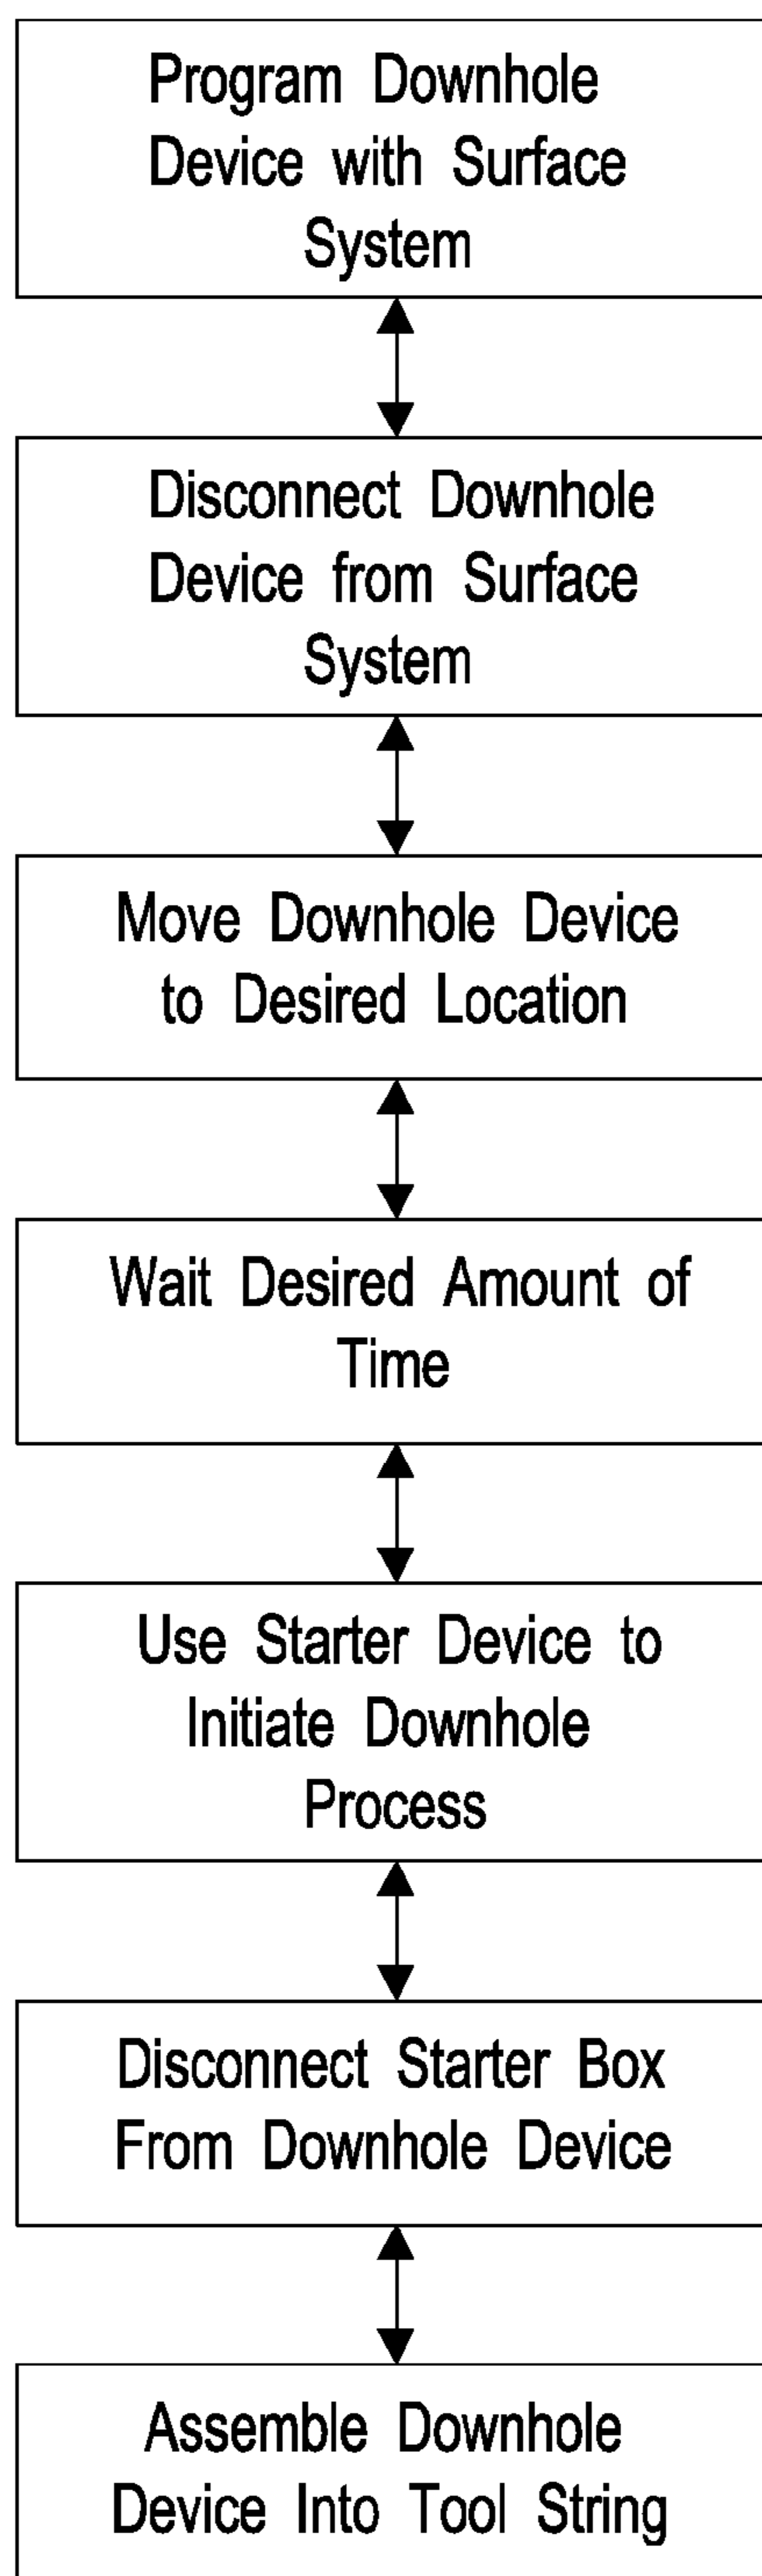 Program Downhole
Device with Surface
System
Disconnect Downhole
Device from Surface
System
Move Downhole Device
to Desired Location
Wait Desired Amount of
Time
Use Starter Device to
Initiate Downhole
Process
Disconnect Starter Box
From Downhole Device
Assemble Downhole
Device Into Tool String